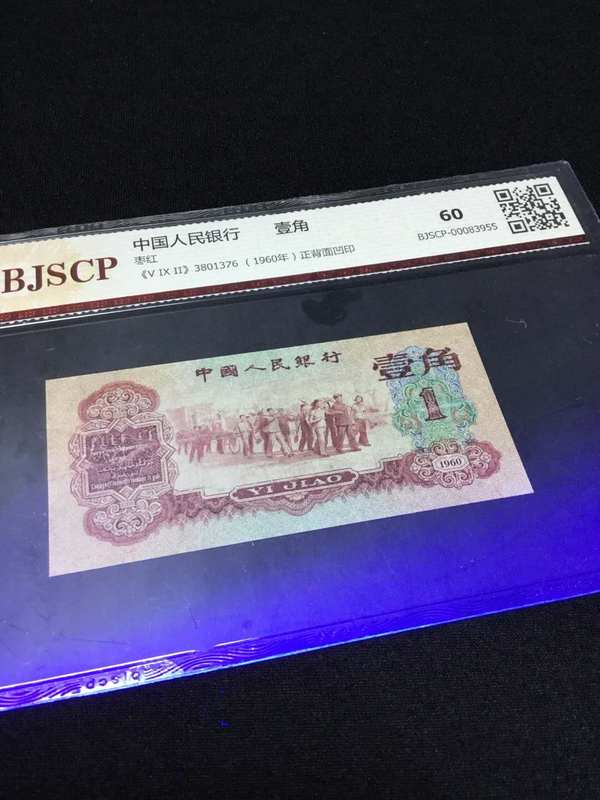 BJSCP
中国人民银行 壹角
枣红
《V IX II》3801376 （1960年）正背面凹印
60
BJSCP-00083955
中國人民銀行
壹角
1
1960
YI JIAO